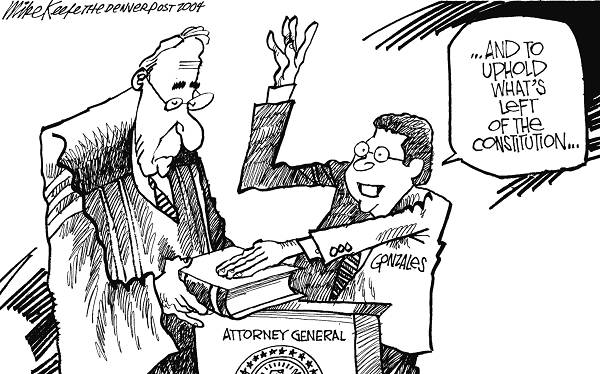 Mike Keefe THE DENVER POST 2004
...AND TO
UPHOLD
WHAT'S
LEFT
OF THE
CONSTITUTION...
GONZALES
ATTORNEY GENERAL